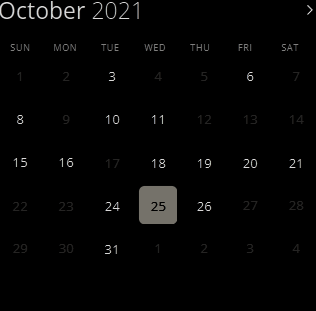 October 2021
SUN MON TUE WED THU FRI SAT
1 2 3 4 5 6 7
8 9 10 11 12 13 14
15 16 17 18 19 20 21
22 23 24 25 26 27 28
29 30 31 1 2 3 4